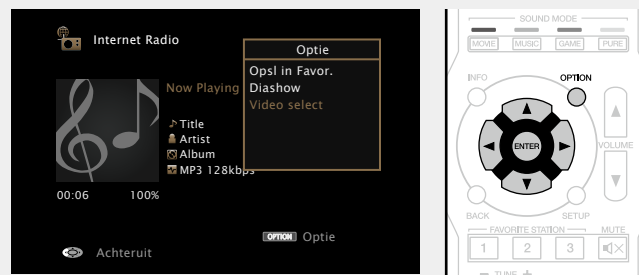 Internet Radio
Optie
Opsl in Favor.
Diashow
Video select
Now Playing
Title
Artist
Album
MP3 128kbps
00:06 100%
OPTION Optie
Achteruit
SOUND MODE
MOVIE MUSIC GAME PURE
INFO OPTION
ENTER
VOLUME
BACK SETUP
FAVORITE STATION MUTE
1 2 3
TUNE +